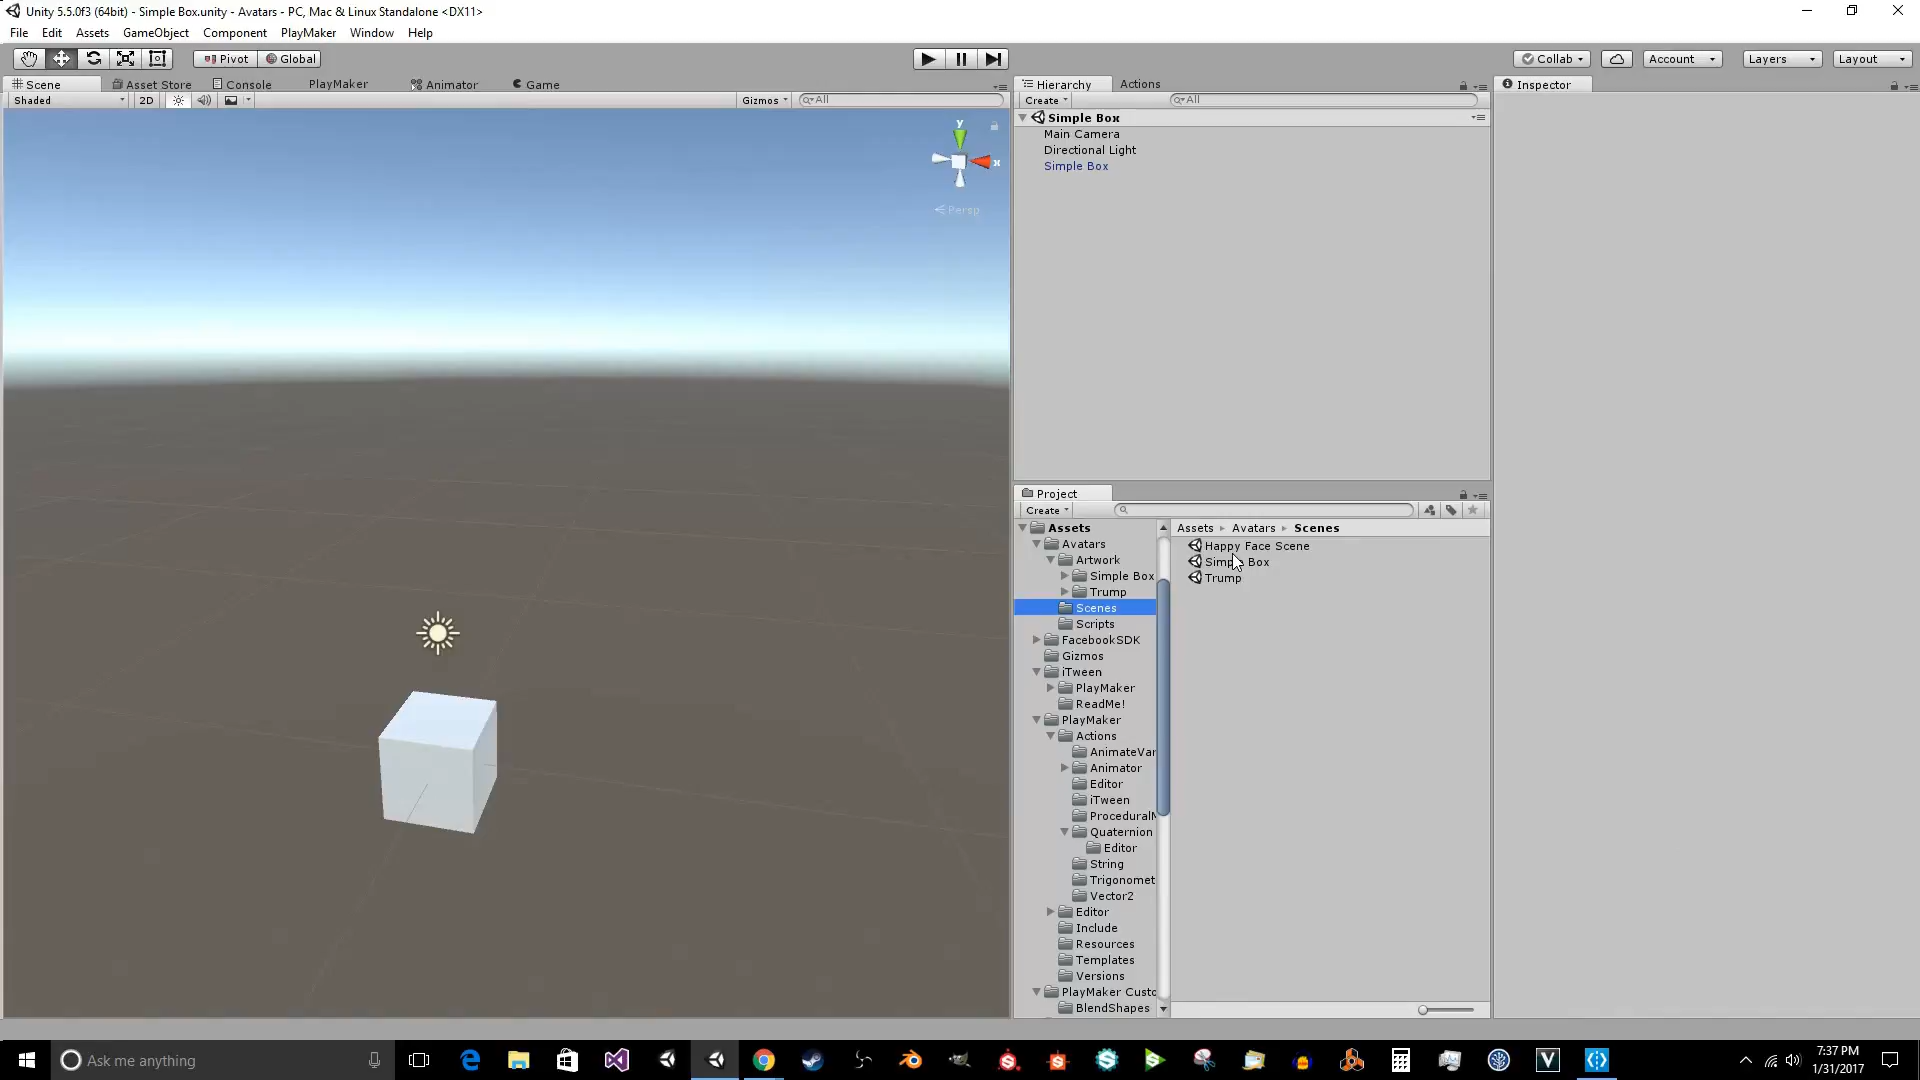 Unity 5.5.0f3 (64bit) - Simple Box.unity - Avatars - PC, Mac & Linux Standalone <DX11>
File Edit Assets GameObject Component PlayMaker Window Help
Pivot Global Collab Account Layers Layout
Scene Asset Store Console PlayMaker Animator Game
Shaded 2D Gizmos All
y
x
Persp
Hierarchy Actions
Create All
Simple Box
Main Camera
Directional Light
Simple Box
Inspector
Project
Create
Assets
Avatars
Artwork
Simple Box
Trump
Scenes
Scripts
FacebookSDK
Gizmos
iTween
PlayMaker
ReadMe!
PlayMaker
Actions
AnimateVar
Animator
Editor
iTween
ProceduralM
Quaternion
Editor
String
Trigonomet
Vector2
Editor
Include
Resources
Templates
Versions
PlayMaker Custo
BlendShapes
Assets Avatars Scenes
Happy Face Scene
Simple Box
Trump
Ask me anything
7:37 PM
1/31/2017